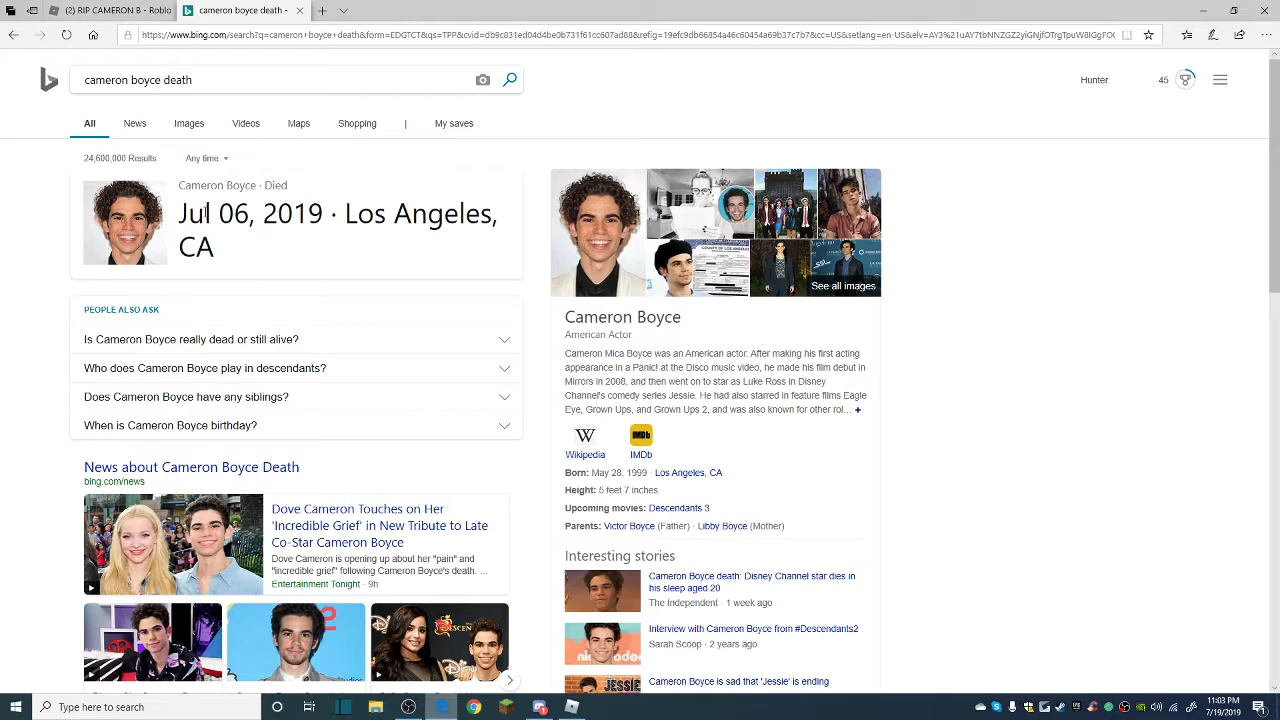 (2) RIP CAMERON B - Roblo
cameron boyce death -
https://www.bing.com/search?q=cameron+boyce+death&form=EDGTCT&qs=TPP&cvid=db9c831ed04d4be0b731f61cc607ad88&refig=19efc9db66854a46c60454a69b37c7b7&cc=US&setlang=en-US&elv=
cameron boyce death
Hunter
45
All
News
Images
Videos
Maps
Shopping
|
My saves
24,600,000 Results
Any time
Cameron Boyce · Died
Jul 06, 2019 · Los Angeles,
CA
PEOPLE ALSO ASK
Is Cameron Boyce really dead or still alive?
Who does Cameron Boyce play in descendants?
Does Cameron Boyce have any siblings?
When is Cameron Boyce birthday?
News about Cameron Boyce Death
bing.com/news
Dove Cameron Touches on Her
'Incredible Grief' in New Tribute to Late
Co-Star Cameron Boyce
Dove Cameron is opening up about her "pain" and
"incredible grief" following Cameron Boyce's death. ...
Entertainment Tonight · 9h
See all images
Cameron Boyce
American Actor
Cameron Mica Boyce was an American actor. After making his first acting
appearance in a Panic! at the Disco music video, he made his film debut in
Mirrors in 2008, and then went on to star as Luke Ross in Disney
Channel's comedy series Jessie. He had also starred in feature films Eagle
Eye, Grown Ups, and Grown Ups 2, and was also known for other rol... +
W
IMDb
Wikipedia
IMDb
Born: May 28, 1999 · Los Angeles, CA
Height: 5 feet 7 inches
Upcoming movies: Descendants 3
Parents: Victor Boyce (Father) · Libby Boyce (Mother)
Interesting stories
Cameron Boyce death: Disney Channel star dies in
his sleep aged 20
The Independent · 1 week ago
Interview with Cameron Boyce from #Descendants2
Sarah Scoop · 2 years ago
Cameron Boyce is sad that 'Jessie' is ending
JESSIE
Type here to search
11:03 PM
7/19/2019